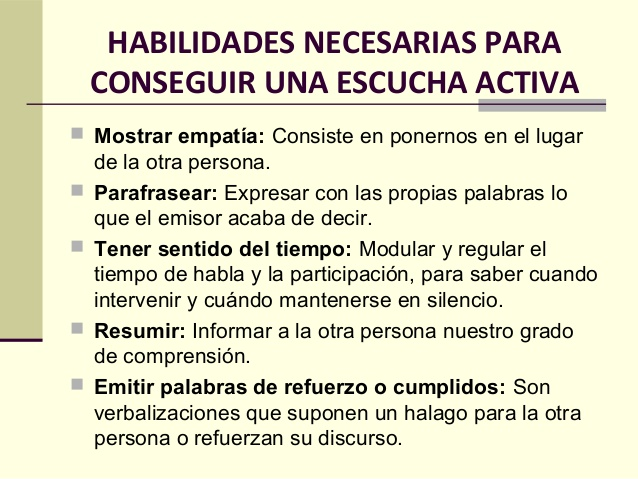 HABILIDADES NECESARIAS PARA
CONSEGUIR UNA ESCUCHA ACTIVA
Mostrar empatía: Consiste en ponernos en el lugar
de la otra persona.
Parafrasear: Expresar con las propias palabras lo
que el emisor acaba de decir.
Tener sentido del tiempo: Modular y regular el
tiempo de habla y la participación, para saber cuando
intervenir y cuándo mantenerse en silencio.
Resumir: Informar a la otra persona nuestro grado
de comprensión.
Emitir palabras de refuerzo o cumplidos: Son
verbalizaciones que suponen un halago para la otra
persona o refuerzan su discurso.